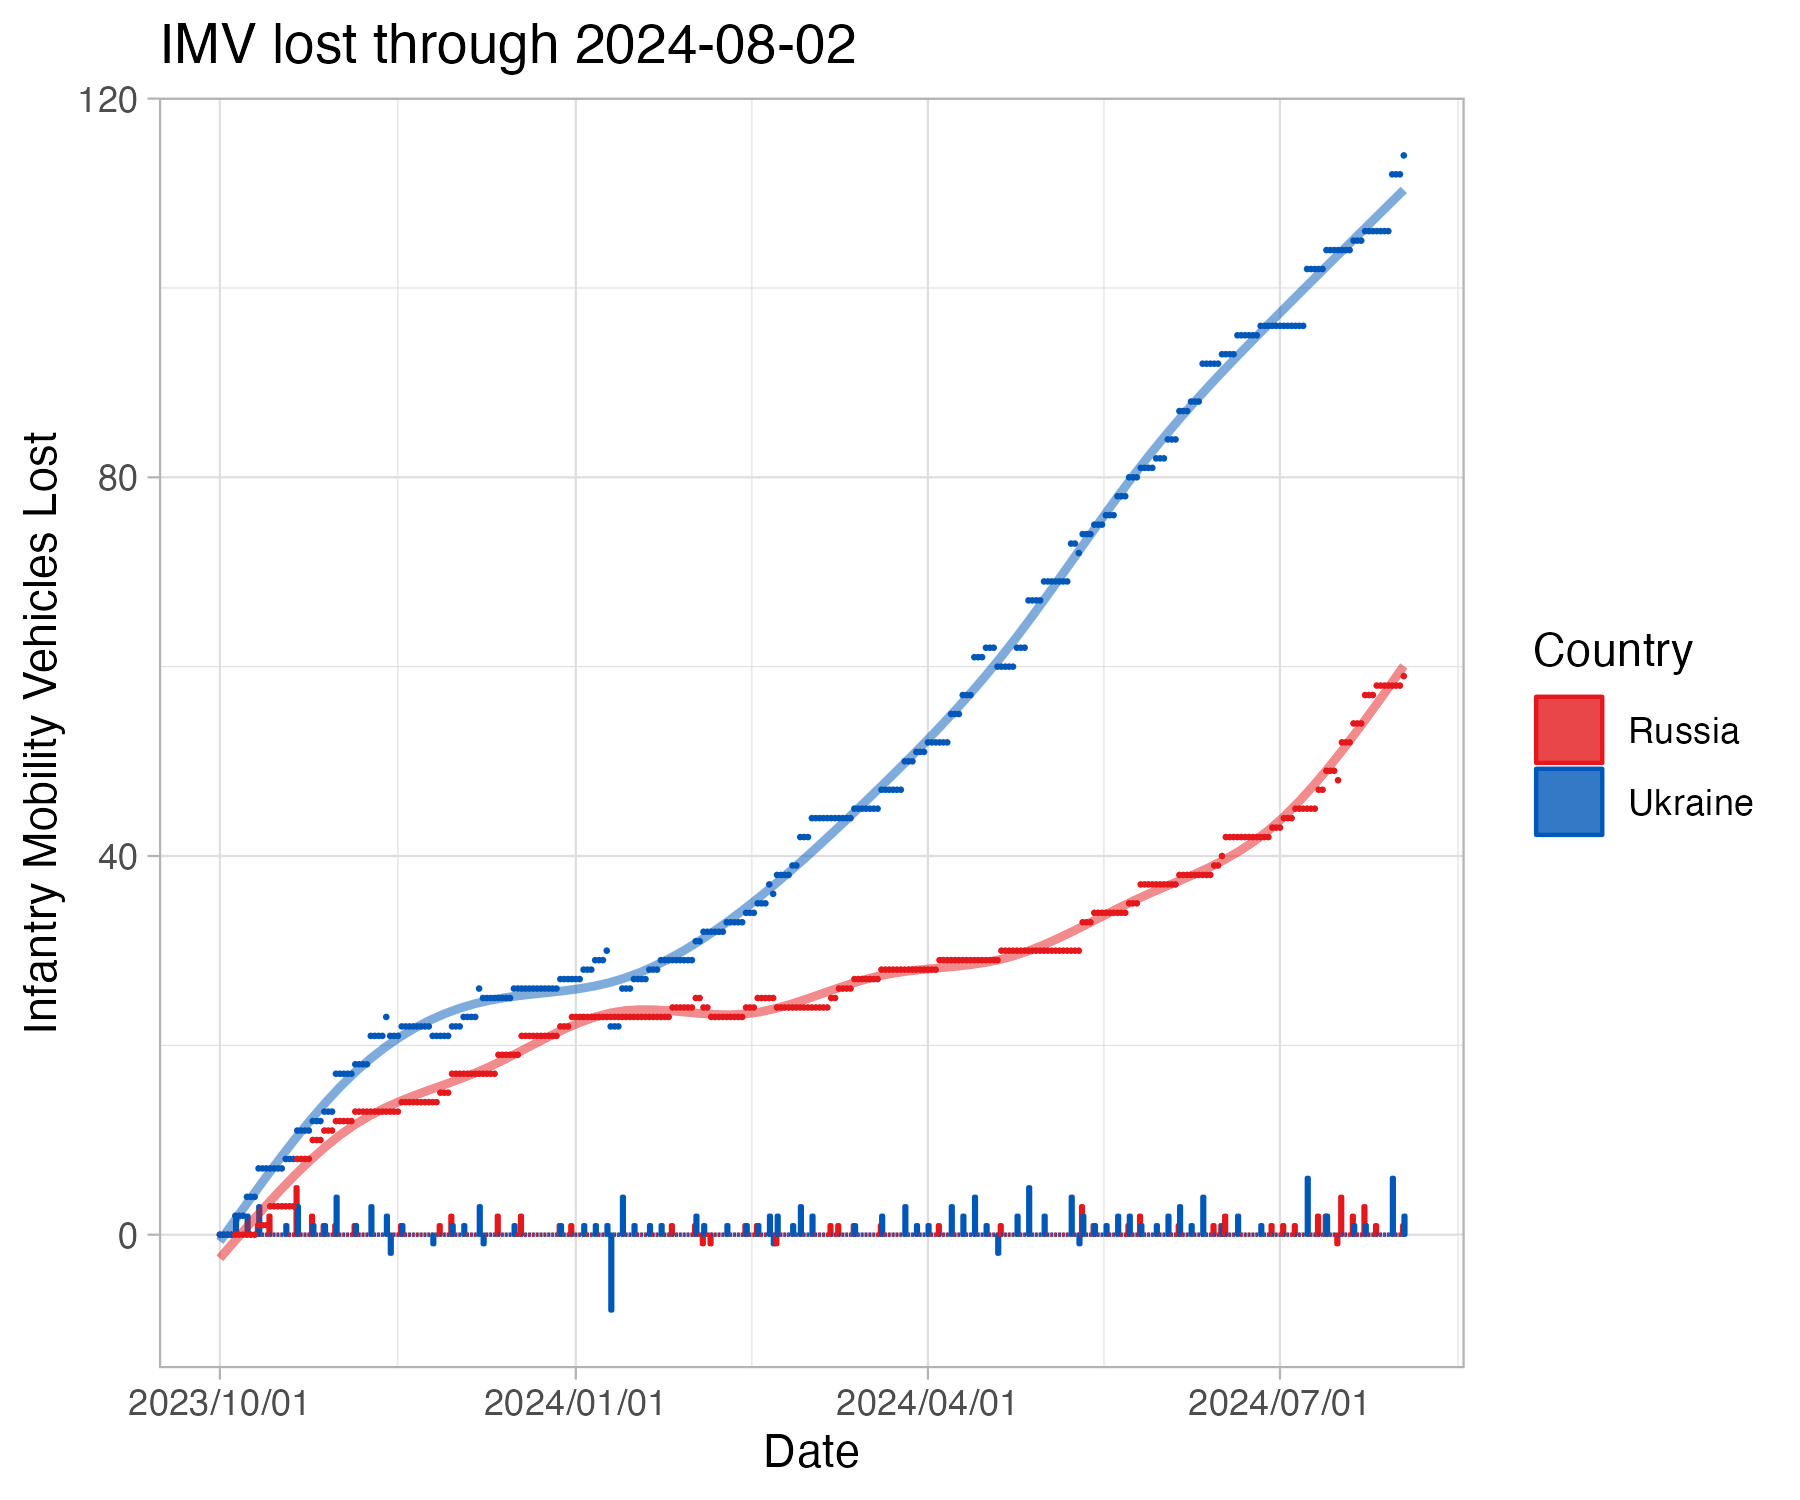 IMV lost through 2024-08-02
Infantry Mobility Vehicles Lost
120
80
40
0
2023/10/01
2024/01/01
2024/04/01
2024/07/01
Date
Country
Russia
Ukraine